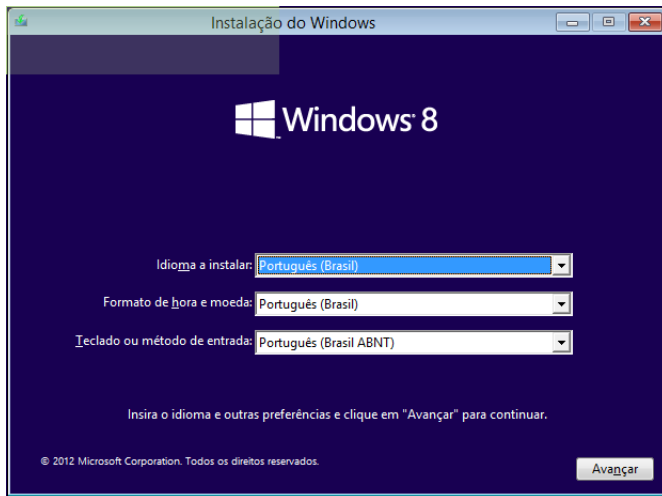 Instalação do Windows
Windows 8
Idioma a instalar: Português (Brasil)
Formato de hora e moeda: Português (Brasil)
Teclado ou método de entrada: Português (Brasil ABNT)
Insira o idioma e outras preferências e clique em "Avançar" para continuar.
© 2012 Microsoft Corporation. Todos os direitos reservados.
Avançar